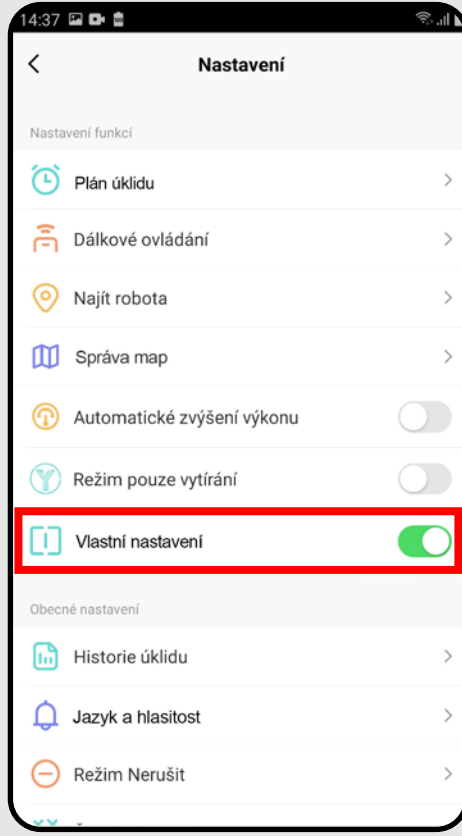 14:37
Nastavení
Nastavení funkcí
Plán úklidu
Dálkové ovládání
Najít robota
Správa map
Automatické zvýšení výkonu
Režim pouze vytírání
Vlastní nastavení
Obecné nastavení
Historie úklidu
Jazyk a hlasitost
Režim Nerušit